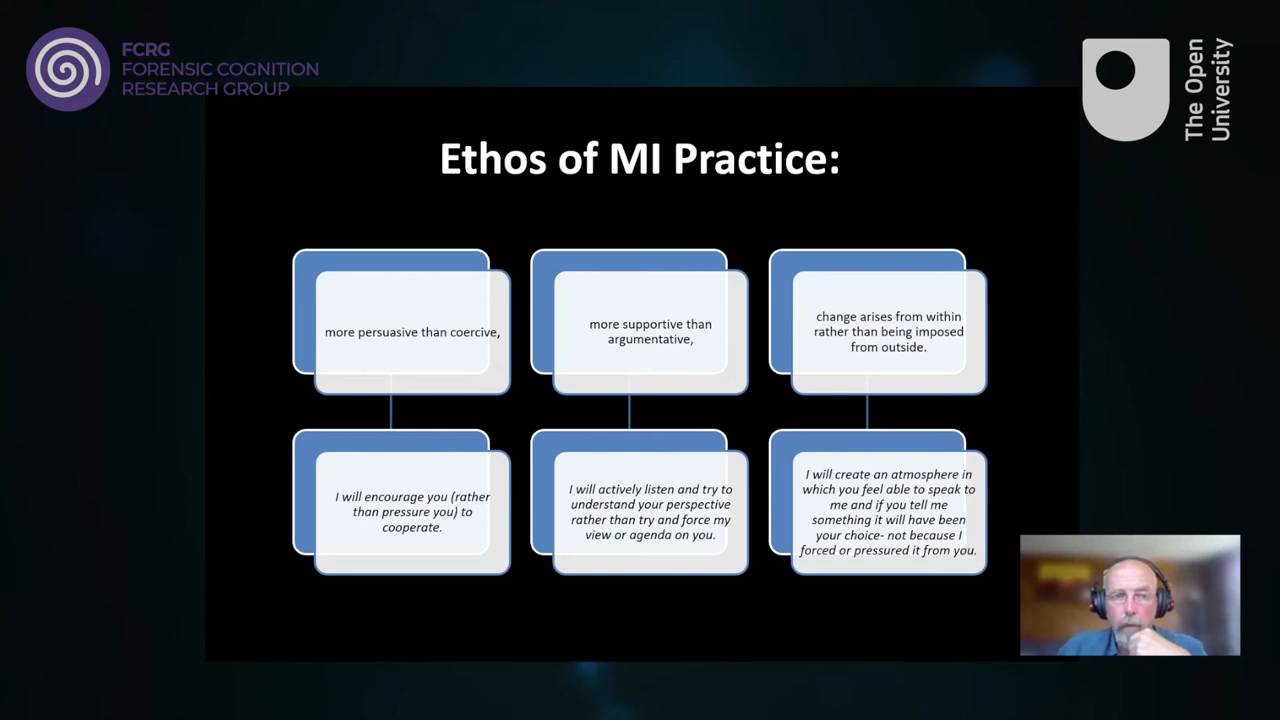 FCRG
FORENSIC COGNITION
RESEARCH GROUP
The Open
University
Ethos of MI Practice:
more persuasive than coercive,
more supportive than
argumentative,
change arises from within
rather than being imposed
from outside.
I will encourage you (rather
than pressure you) to
cooperate.
I will actively listen and try to
understand your perspective
rather than try and force my
view or agenda on you.
I will create an atmosphere in
which you feel able to speak to
me and if you tell me
something it will have been
your choice- not because I
forced or pressured it from you.